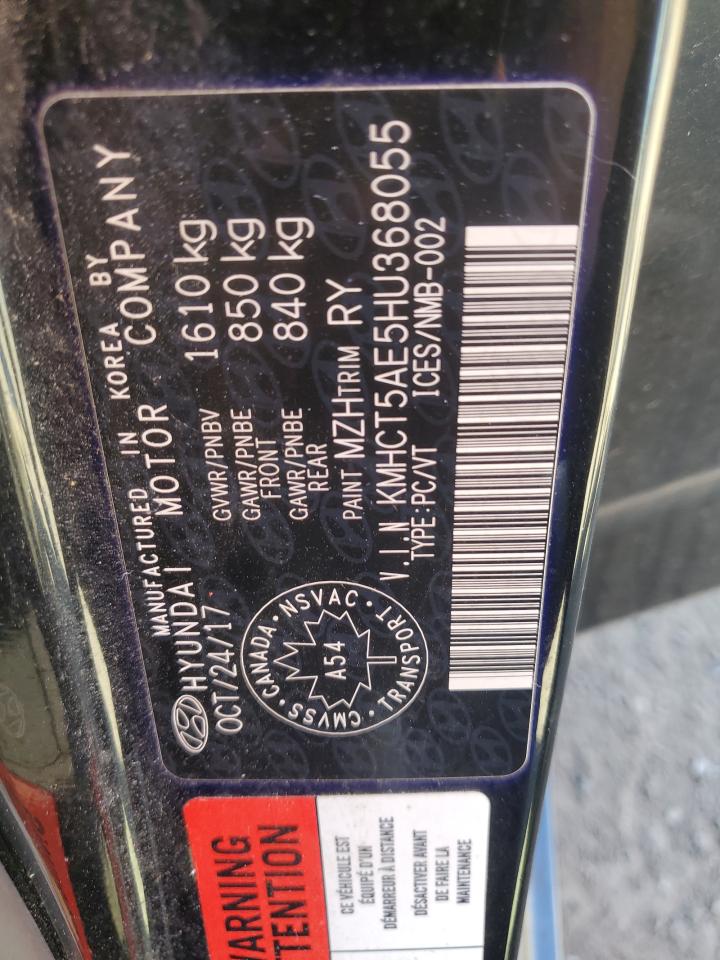 MANUFACTURED IN KOREA BY
HYUNDAI MOTOR COMPANY
OCT/24/17
GVWR/PNBV 1610 kg
GAWR/PNBE FRONT 850 kg
GAWR/PNBE REAR 840 kg
PAINT MZH TRIM RY
V.I.N KMHCT5AE5HU368055
TYPE:PC/VT ICES/NMB-002
CANADA · NSVAC · TRANSPORT · CMVSS ·
A54
WARNING
ATTENTION
CE VÉHICULE EST
ÉQUIPÉ D'UN
DÉMARREUR À DISTANCE
DÉSACTIVER AVANT
DE FAIRE LA
MAINTENANCE